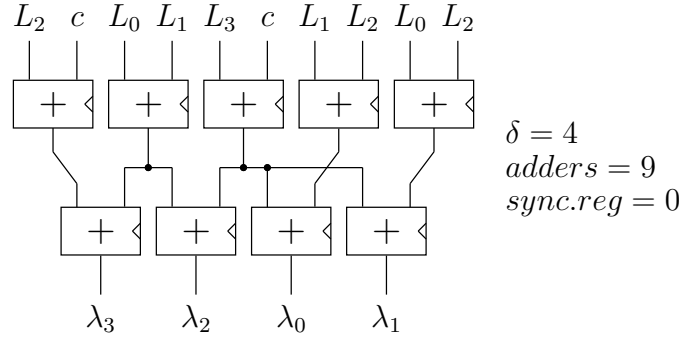 L₂ c L₀ L₁ L₃ c L₁ L₂ L₀ L₂
+ + + + +
δ = 4
adders = 9
sync.reg = 0
+ + + +
λ₃ λ₂ λ₀ λ₁